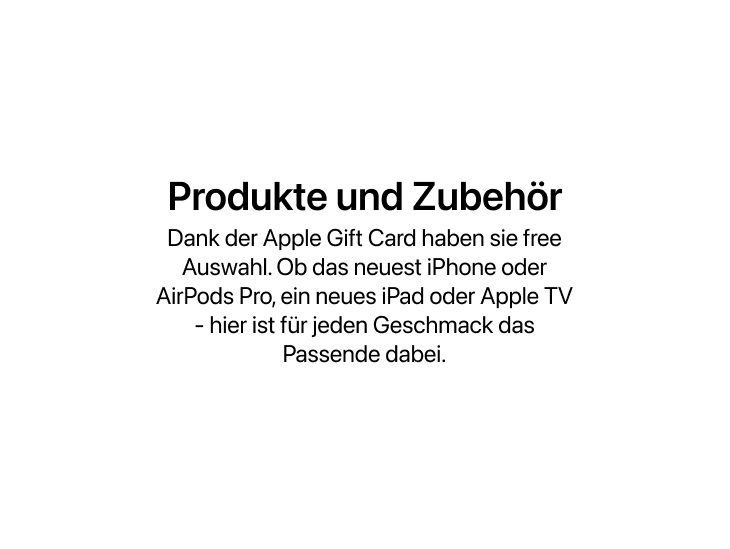 Produkte und Zubehör
Dank der Apple Gift Card haben sie free
Auswahl. Ob das neuest iPhone oder
AirPods Pro, ein neues iPad oder Apple TV
- hier ist für jeden Geschmack das
Passende dabei.